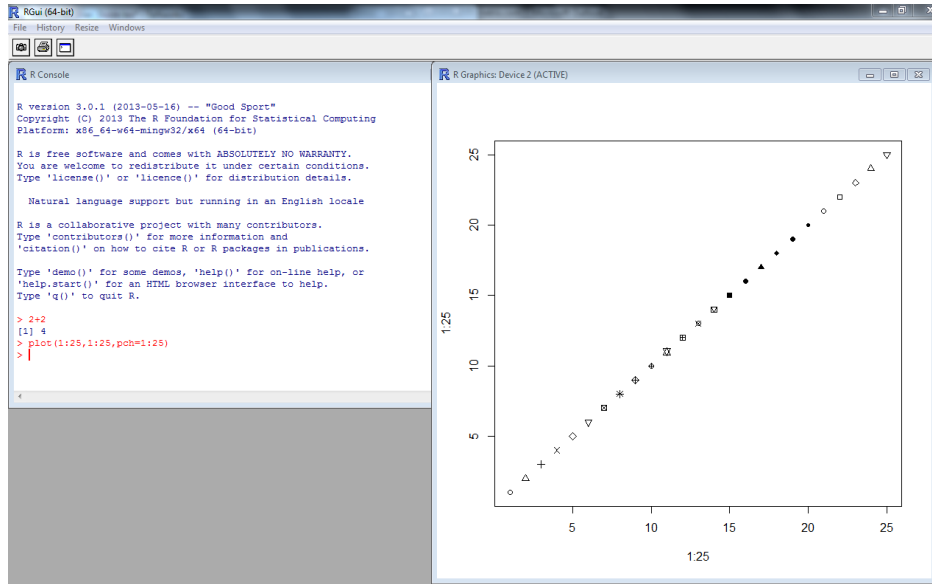 RGui (64-bit)
File History Resize Windows
R Console
R version 3.0.1 (2013-05-16) -- "Good Sport"
Copyright (C) 2013 The R Foundation for Statistical Computing
Platform: x86_64-w64-mingw32/x64 (64-bit)
R is free software and comes with ABSOLUTELY NO WARRANTY.
You are welcome to redistribute it under certain conditions.
Type 'license()' or 'licence()' for distribution details.
Natural language support but running in an English locale
R is a collaborative project with many contributors.
Type 'contributors()' for more information and
'citation()' on how to cite R or R packages in publications.
Type 'demo()' for some demos, 'help()' for on-line help, or
'help.start()' for an HTML browser interface to help.
Type 'q()' to quit R.
> 2+2
[1] 4
> plot(1:25,1:25,pch=1:25)
>
R Graphics: Device 2 (ACTIVE)
25
20
15
10
5
1:25
5 10 15 20 25
1:25